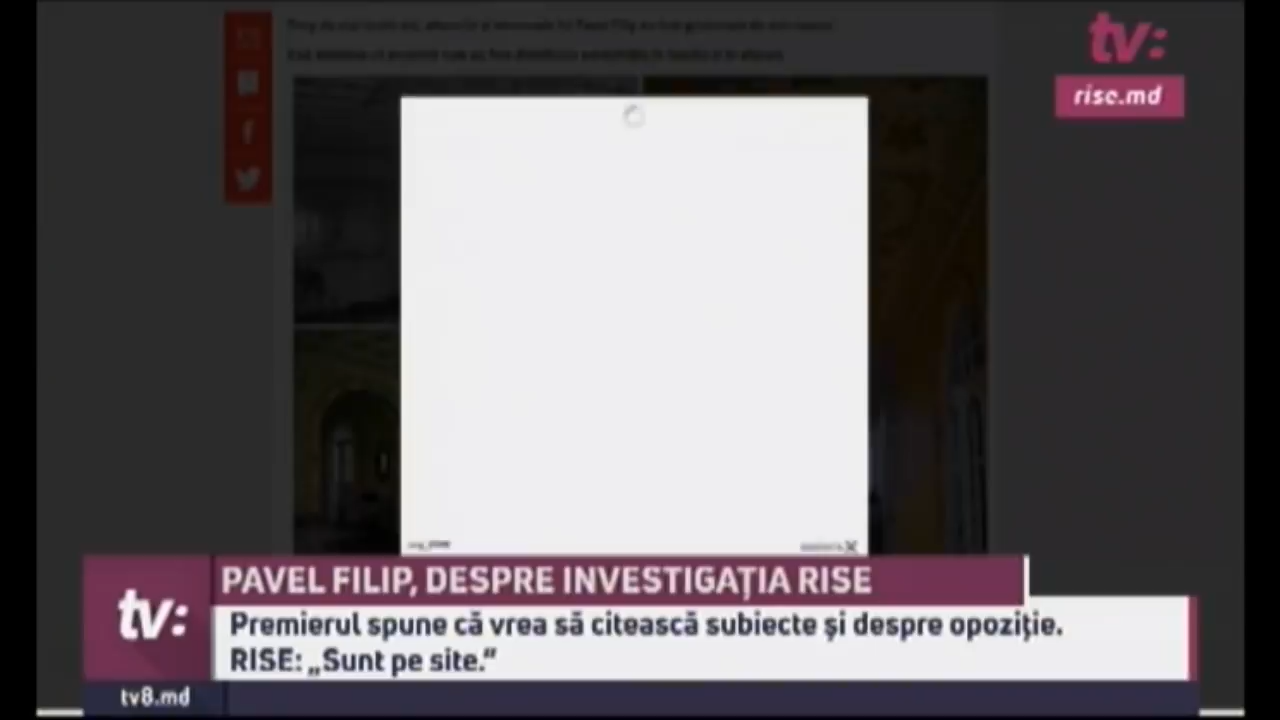 tv:
rise.md
PAVEL FILIP, DESPRE INVESTIGAȚIA RISE
tv:
Premierul spune că vrea să citească subiecte și despre opoziție.
RISE: „Sunt pe site.”
tv8.md